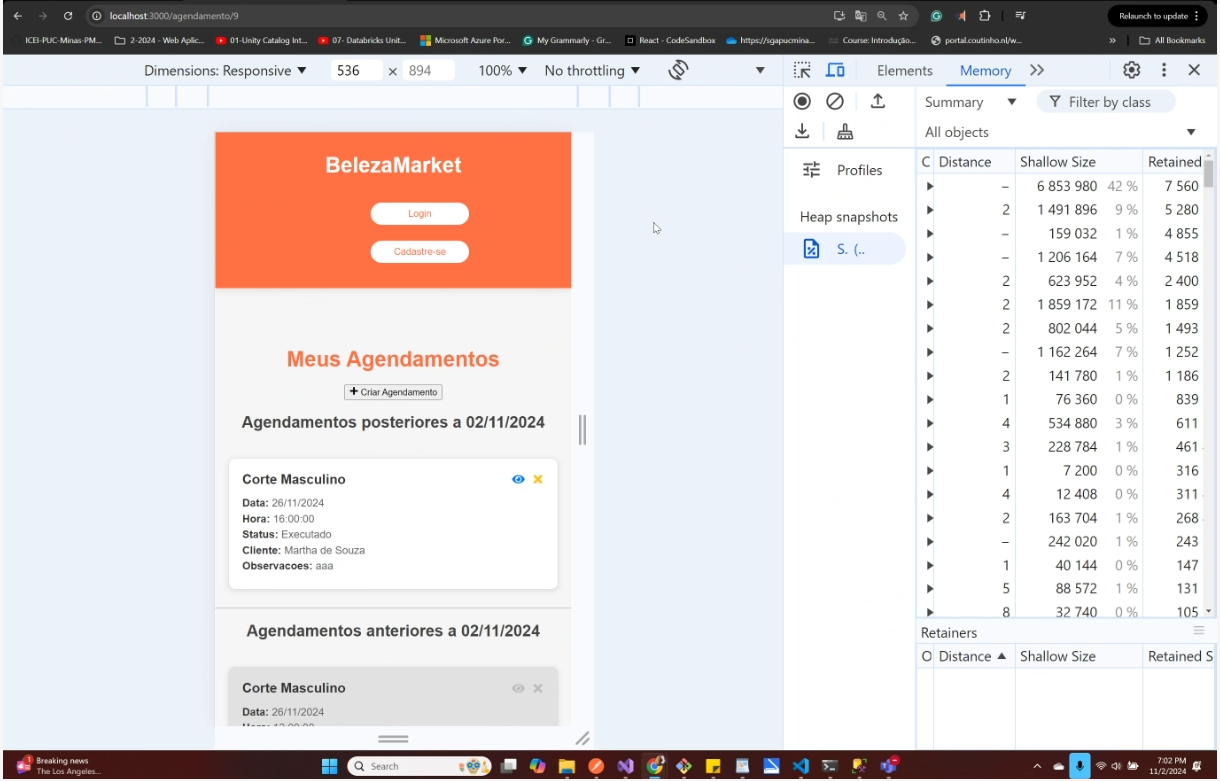 localhost:3000/agendamento/9
Relaunch to update
ICEI-PUC-Minas-PM...
2-2024 - Web Aplic...
01-Unity Catalog Int...
07- Databricks Unit...
Microsoft Azure Por...
My Grammarly - Gr...
React - CodeSandbox
https://sgapucmina...
Course: Introdução...
portal.coutinho.nl/w...
»
All Bookmarks
Dimensions: Responsive
536 × 894
100%
No throttling
Elements
Memory
BelezaMarket
Login
Cadastre-se
Meus Agendamentos
+ Criar Agendamento
Agendamentos posteriores a 02/11/2024
Corte Masculino
Data: 26/11/2024
Hora: 16:00:00
Status: Executado
Cliente: Martha de Souza
Observacoes: aaa
Agendamentos anteriores a 02/11/2024
Corte Masculino
Data: 26/11/2024
Profiles
Heap snapshots
S. (..
Summary
Filter by class
All objects
C Distance Shallow Size Retained
– 6 853 980 42 % 7 560
2 1 491 896 9 % 5 280
– 159 032 1 % 4 855
– 1 206 164 7 % 4 518
2 623 952 4 % 2 400
2 1 859 172 11 % 1 859
2 802 044 5 % 1 493
– 1 162 264 7 % 1 252
2 141 780 1 % 1 186
1 76 360 0 % 839
4 534 880 3 % 611
3 228 784 1 % 461
1 7 200 0 % 316
4 12 408 0 % 311
2 163 704 1 % 268
– 242 020 1 % 243
1 40 144 0 % 147
5 88 572 1 % 131
8 32 740 0 % 105
Retainers
O Distance Shallow Size Retained S
1
Breaking news
The Los Angeles...
Search
7:02 PM
11/2/2024